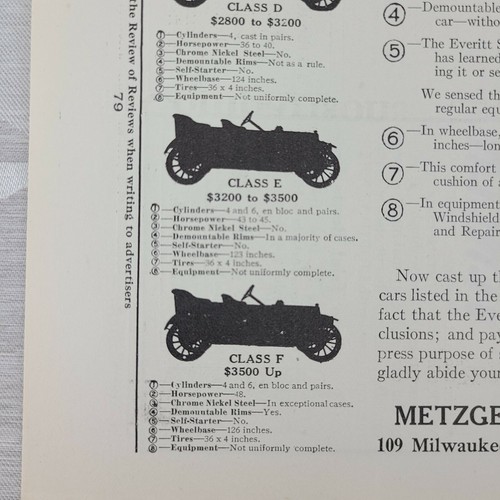 the Review of Reviews when writing to advertisers
79
CLASS D
$2800 to $3200
①—Cylinders—4, cast in pairs.
②—Horsepower—36 to 40.
③—Chrome Nickel Steel—No.
④—Demountable Rims—Not as a rule.
⑤—Self-Starter—No.
⑥—Wheelbase—124 inches.
⑦—Tires—36 x 4 inches.
⑧—Equipment—Not uniformly complete.
CLASS E
$3200 to $3500
①—Cylinders—4 and 6, en bloc and pairs.
②—Horsepower—43 to 45.
③—Chrome Nickel Steel—No.
④—Demountable Rims—In a majority of cases.
⑤—Self-Starter—No.
⑥—Wheelbase—123 inches.
⑦—Tires—36 x 4 inches.
⑧—Equipment—Not uniformly complete.
CLASS F
$3500 Up
①—Cylinders—4 and 6, en bloc and pairs.
②—Horsepower—48.
③—Chrome Nickel Steel—In exceptional cases.
④—Demountable Rims—Yes.
⑤—Self-Starter—No.
⑥—Wheelbase—126 inches.
⑦—Tires—36 x 4 inches.
⑧—Equipment—Not uniformly complete.
④—Demountable
car—witho
⑤—The Everitt S
has learned
ing it or se
We sensed th
regular equ
⑥—In wheelbase,
inches—lon
⑦—This comfort
cushion of a
⑧—In equipment
Windshield
and Repair
Now cast up th
cars listed in the
fact that the Eve
clusions; and pay
press purpose of
gladly abide your
METZGE
109 Milwauke